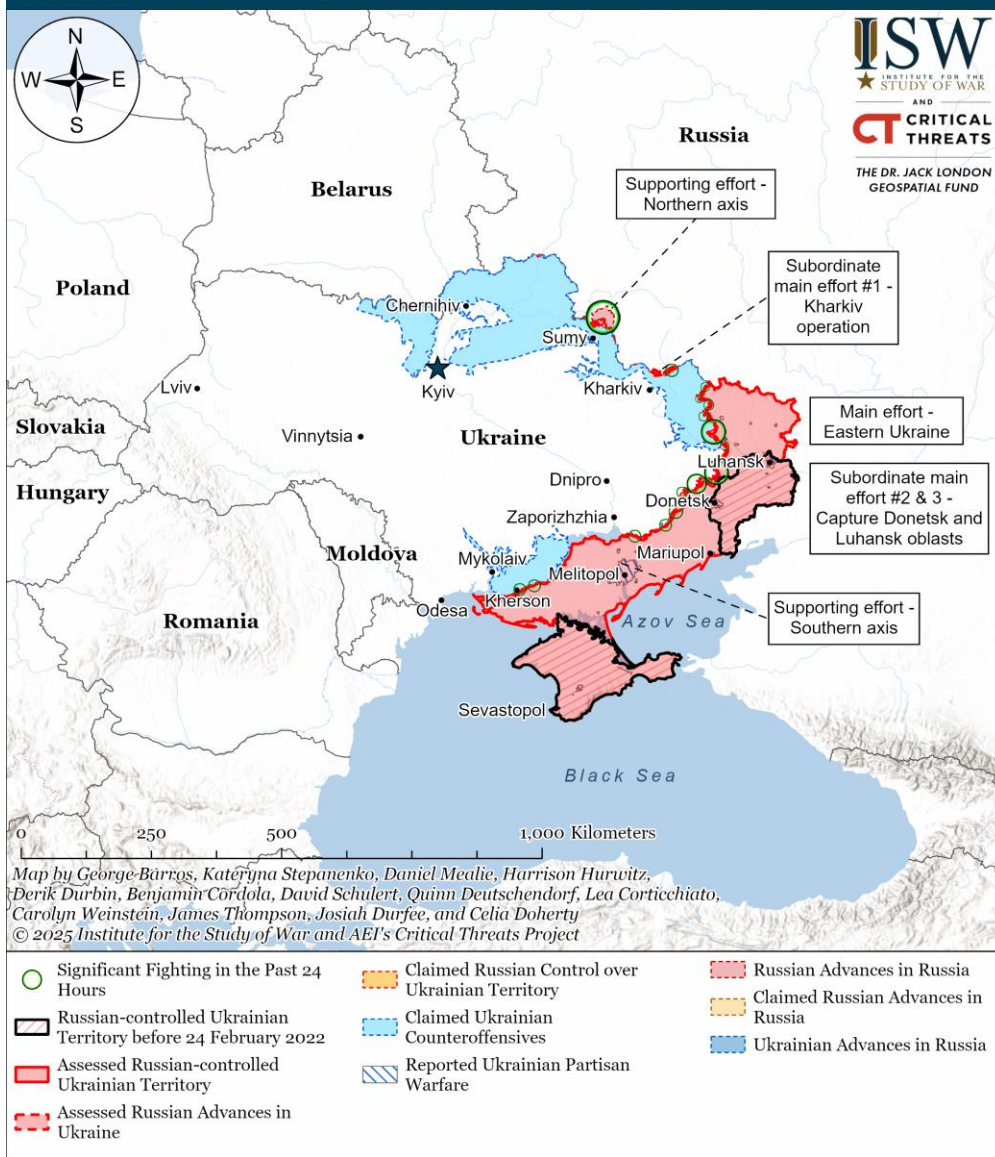 N
W E
S
ISW
INSTITUTE FOR THE
STUDY OF WAR
AND
CT CRITICAL
THREATS
THE DR. JACK LONDON
GEOSPATIAL FUND
Russia
Supporting effort -
Northern axis
Belarus
Subordinate
main effort #1 -
Kharkiv
operation
Poland
Chernihiv
Sumy
Kyiv
Lviv
Kharkiv
Slovakia
Vinnytsia
Ukraine
Main effort -
Eastern Ukraine
Luhansk
Hungary
Dnipro
Donetsk
Subordinate main
effort #2 & 3 -
Capture Donetsk and
Luhansk oblasts
Zaporizhzhia
Moldova
Mykolaiv
Mariupol
Melitopol
Odesa
Kherson
Romania
Azov Sea
Supporting effort -
Southern axis
Sevastopol
Black Sea
0 250 500 1,000 Kilometers
Map by George Barros, Kateryna Stepanenko, Daniel Mealie, Harrison Hurwitz,
Derik Durbin, Benjamin Cordola, David Schulert, Quinn Deutschendorf, Lea Corticchiato,
Carolyn Weinstein, James Thompson, Josiah Durfee, and Celia Doherty
© 2025 Institute for the Study of War and AEI's Critical Threats Project
Significant Fighting in the Past 24
Hours
Russian-controlled Ukrainian
Territory before 24 February 2022
Assessed Russian-controlled
Ukrainian Territory
Assessed Russian Advances in
Ukraine
Claimed Russian Control over
Ukrainian Territory
Claimed Ukrainian
Counteroffensives
Reported Ukrainian Partisan
Warfare
Russian Advances in Russia
Claimed Russian Advances in
Russia
Ukrainian Advances in Russia